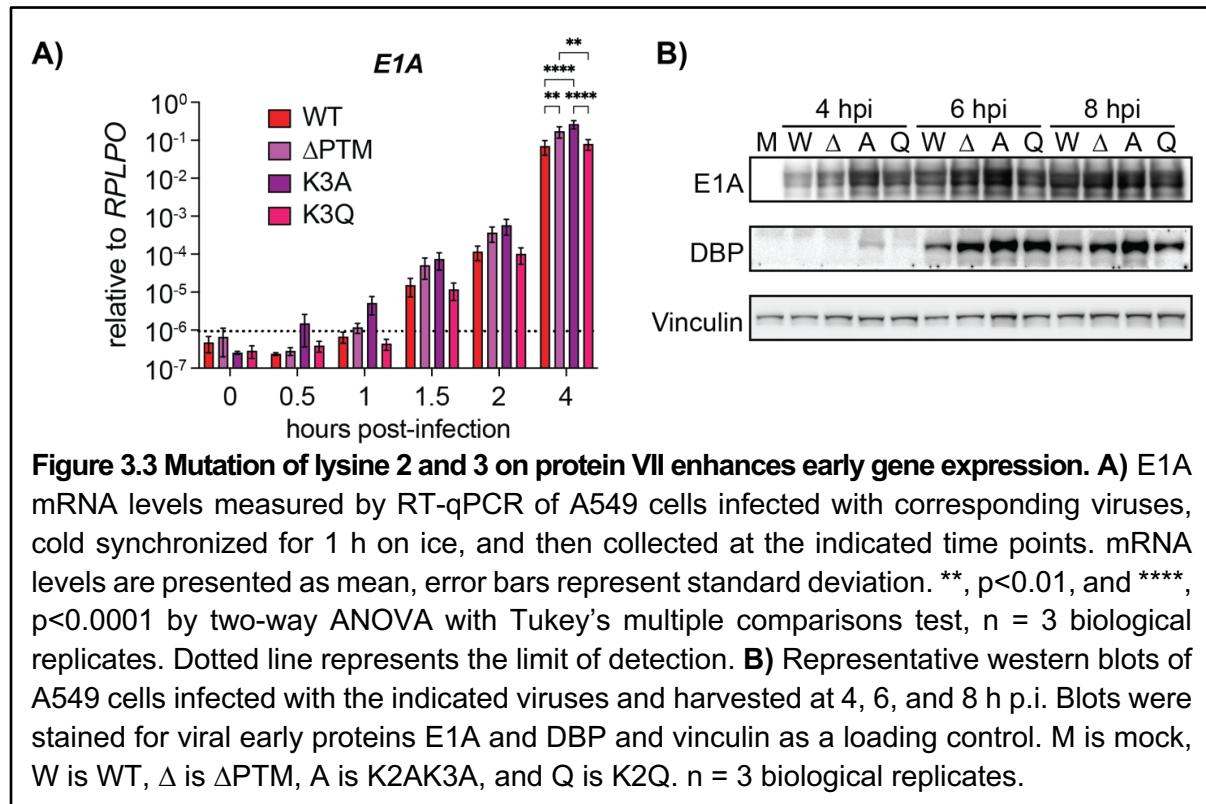 A)
E1A
**
****
** ****
10⁰
10⁻¹
10⁻²
10⁻³
10⁻⁴
10⁻⁵
10⁻⁶
10⁻⁷
relative to RPLPO
WT
ΔPTM
K3A
K3Q
0 0.5 1 1.5 2 4
hours post-infection
B)
4 hpi 6 hpi 8 hpi
M W Δ A Q W Δ A Q W Δ A Q
E1A
DBP
Vinculin
Figure 3.3 Mutation of lysine 2 and 3 on protein VII enhances early gene expression. A) E1A
mRNA levels measured by RT-qPCR of A549 cells infected with corresponding viruses,
cold synchronized for 1 h on ice, and then collected at the indicated time points. mRNA
levels are presented as mean, error bars represent standard deviation. **, p<0.01, and ****,
p<0.0001 by two-way ANOVA with Tukey’s multiple comparisons test, n = 3 biological
replicates. Dotted line represents the limit of detection. B) Representative western blots of
A549 cells infected with the indicated viruses and harvested at 4, 6, and 8 h p.i. Blots were
stained for viral early proteins E1A and DBP and vinculin as a loading control. M is mock,
W is WT, Δ is ΔPTM, A is K2AK3A, and Q is K2Q. n = 3 biological replicates.